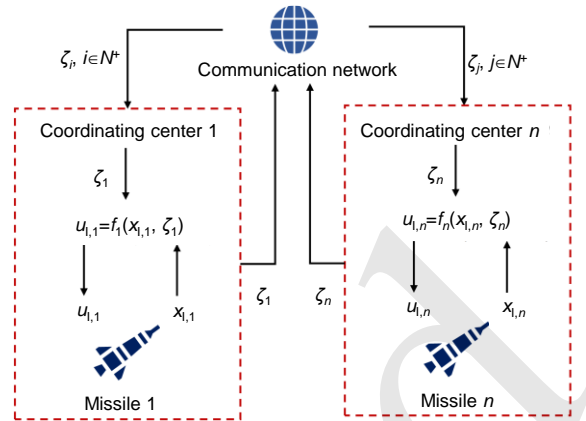 ζi, i∈N⁺
Communication network
ζj, j∈N⁺
Coordinating center 1
ζ1
uI,1=f1(xI,1, ζ1)
uI,1 xI,1
Missile 1
ζ1
ζn
Coordinating center n
ζn
uI,n=fn(xI,n, ζn)
uI,n xI,n
Missile n